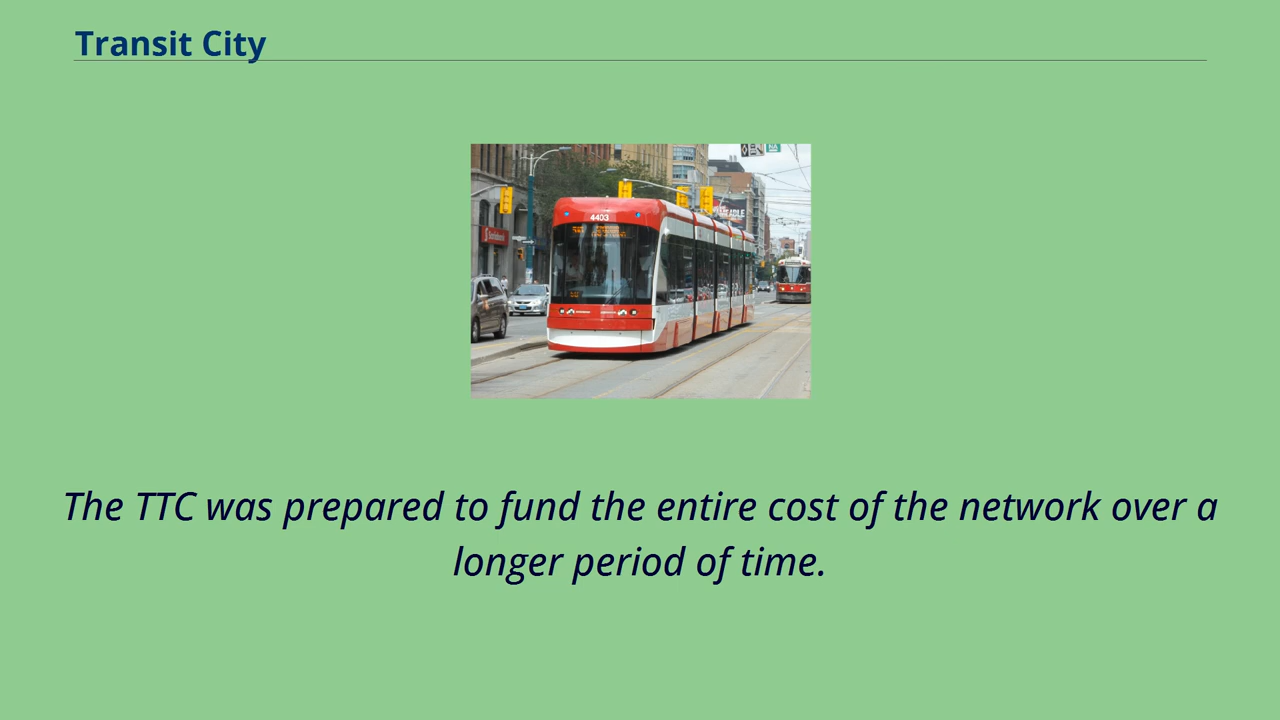 Transit City
4403
Scotiabank
The TTC was prepared to fund the entire cost of the network over a
longer period of time.